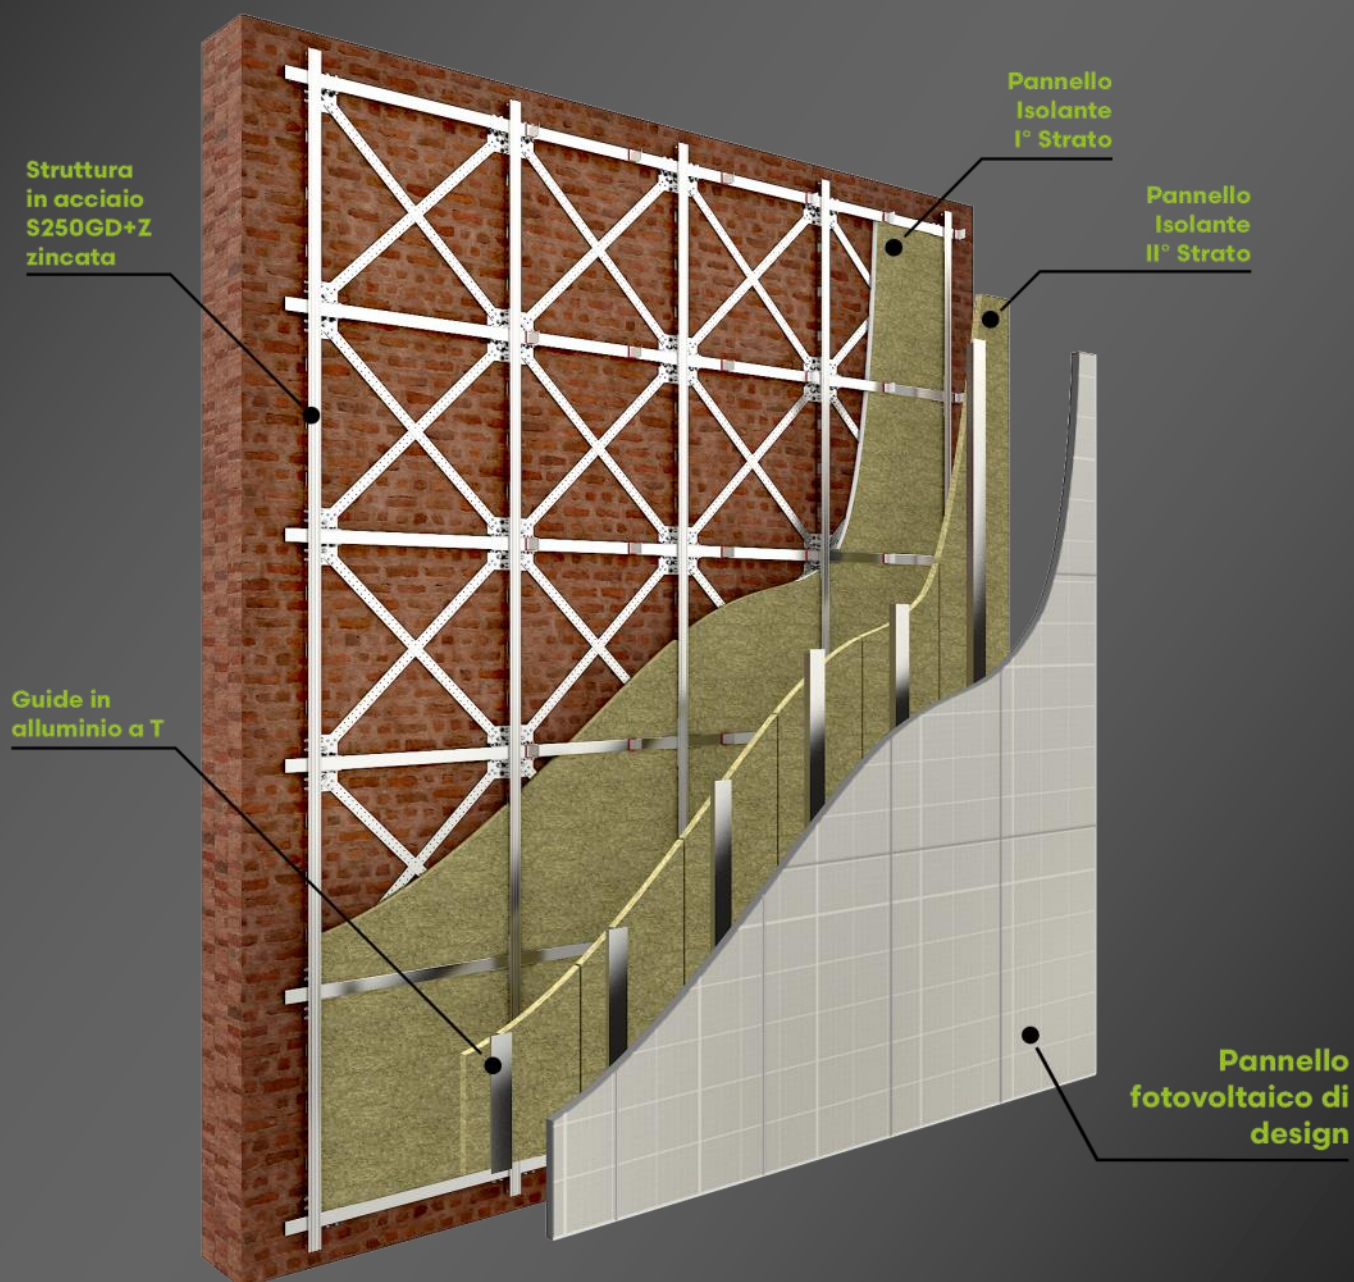 Pannello
Isolante
I° Strato
Struttura
in acciaio
S250GD+Z
zincata
Pannello
Isolante
II° Strato
Guide in
alluminio a T
Pannello
fotovoltaico di
design